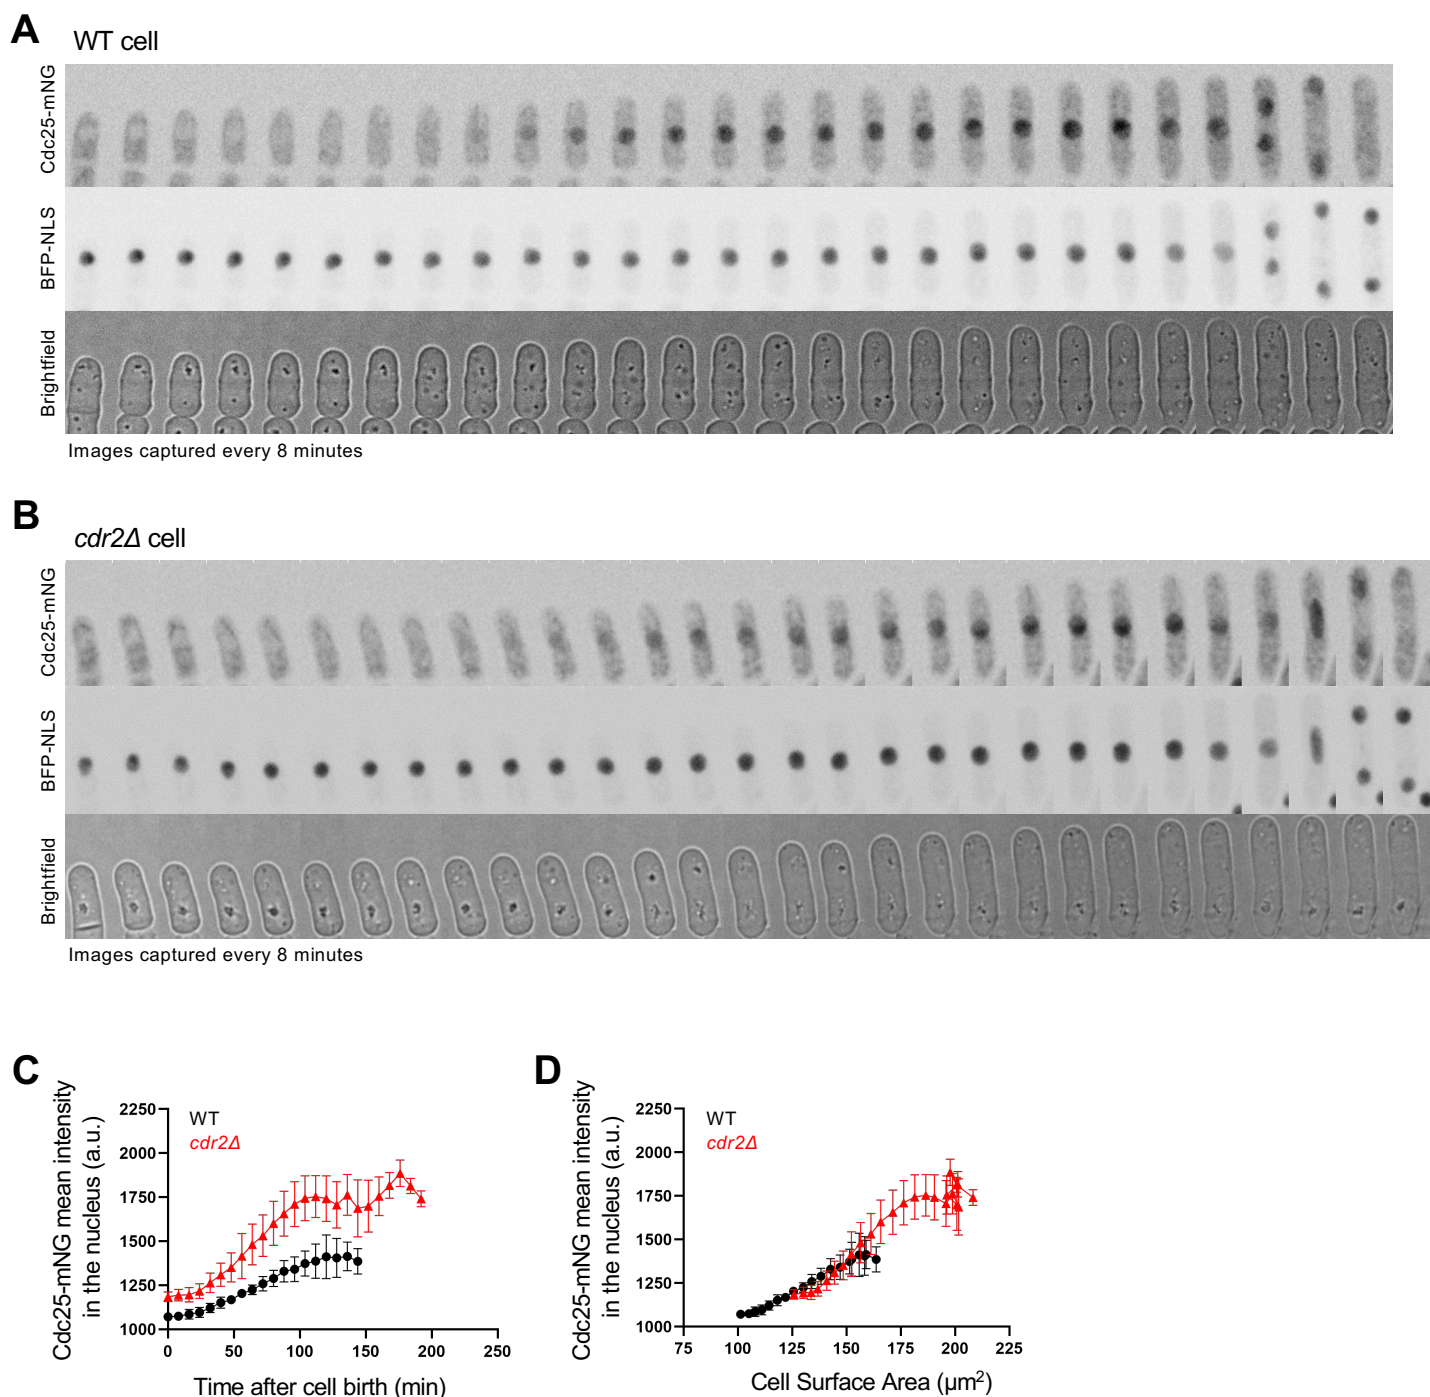 A
WT cell
Cdc25-mNG
BFP-NLS
Brightfield
Images captured every 8 minutes
B
cdr2Δ cell
Cdc25-mNG
BFP-NLS
Brightfield
Images captured every 8 minutes
C
Cdc25-mNG mean intensity
in the nucleus (a.u.)
2250
2000
1750
1500
1250
1000
WT
cdr2Δ
0 50 100 150 200 250
Time after cell birth (min)
D
Cdc25-mNG mean intensity
in the nucleus (a.u.)
2250
2000
1750
1500
1250
1000
WT
cdr2Δ
75 100 125 150 175 200 225
Cell Surface Area (µm²)